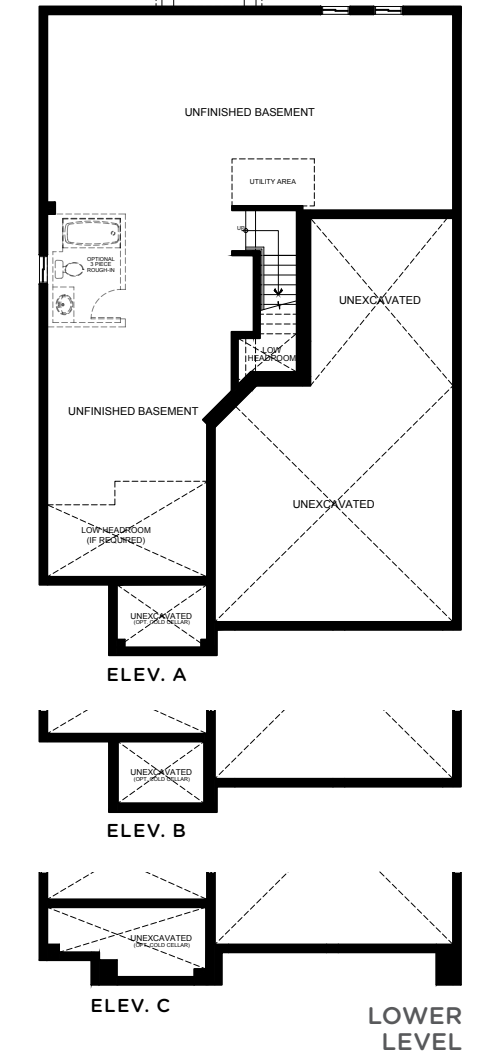 UNFINISHED BASEMENT
UTILITY AREA
UP
OPTIONAL
3 PIECE
ROUGH-IN
UNEXCAVATED
LOW
HEADROOM
UNFINISHED BASEMENT
UNEXCAVATED
LOW HEADROOM
(IF REQUIRED)
UNEXCAVATED
(OPT. COLD CELLAR)
ELEV. A
UNEXCAVATED
(OPT. COLD CELLAR)
ELEV. B
UNEXCAVATED
(OPT. COLD CELLAR)
ELEV. C
LOWER
LEVEL